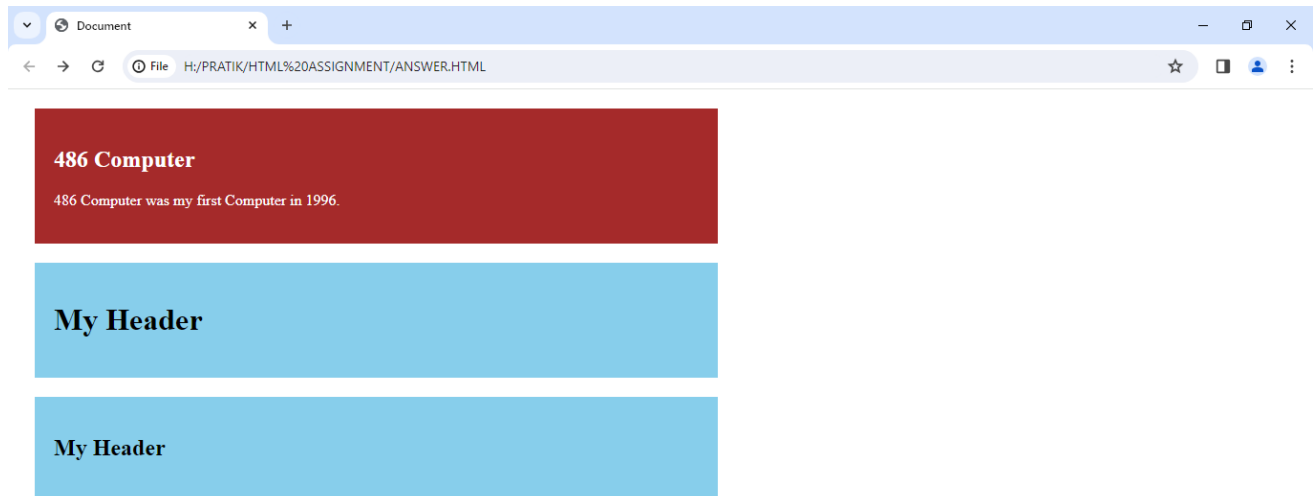 Document
File H:/PRATIK/HTML%20ASSIGNMENT/ANSWER.HTML
486 Computer
486 Computer was my first Computer in 1996.
My Header
My Header